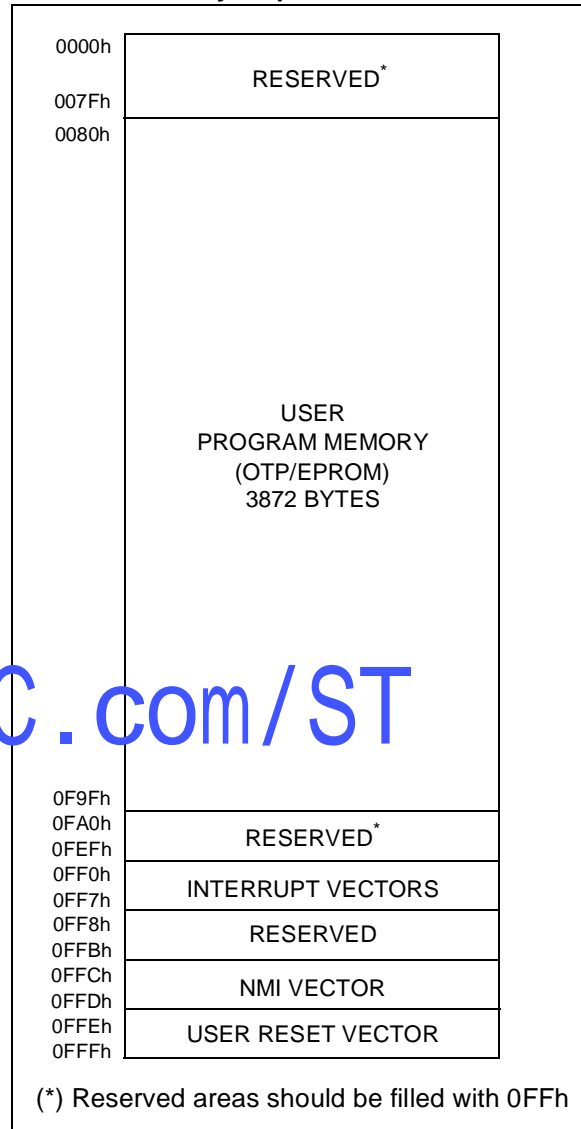 0000h
RESERVED*
007Fh
0080h
USER
PROGRAM MEMORY
(OTP/EPROM)
3872 BYTES
C.com/ST
0F9Fh
0FA0h
RESERVED*
0FEFh
0FF0h
INTERRUPT VECTORS
0FF7h
0FF8h
RESERVED
0FFBh
0FFCh
NMI VECTOR
0FFDh
0FFEh
USER RESET VECTOR
0FFFh
(*) Reserved areas should be filled with 0FFh